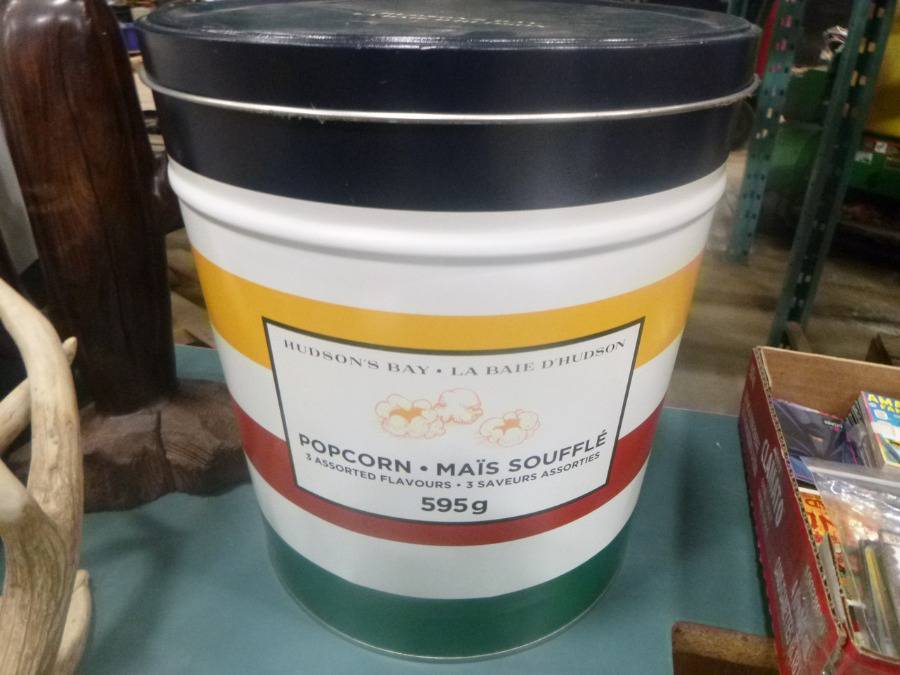 HUDSON'S BAY • LA BAIE D'HUDSON
POPCORN • MAÏS SOUFFLÉ
3 ASSORTED FLAVOURS • 3 SAVEURS ASSORTIES
595g